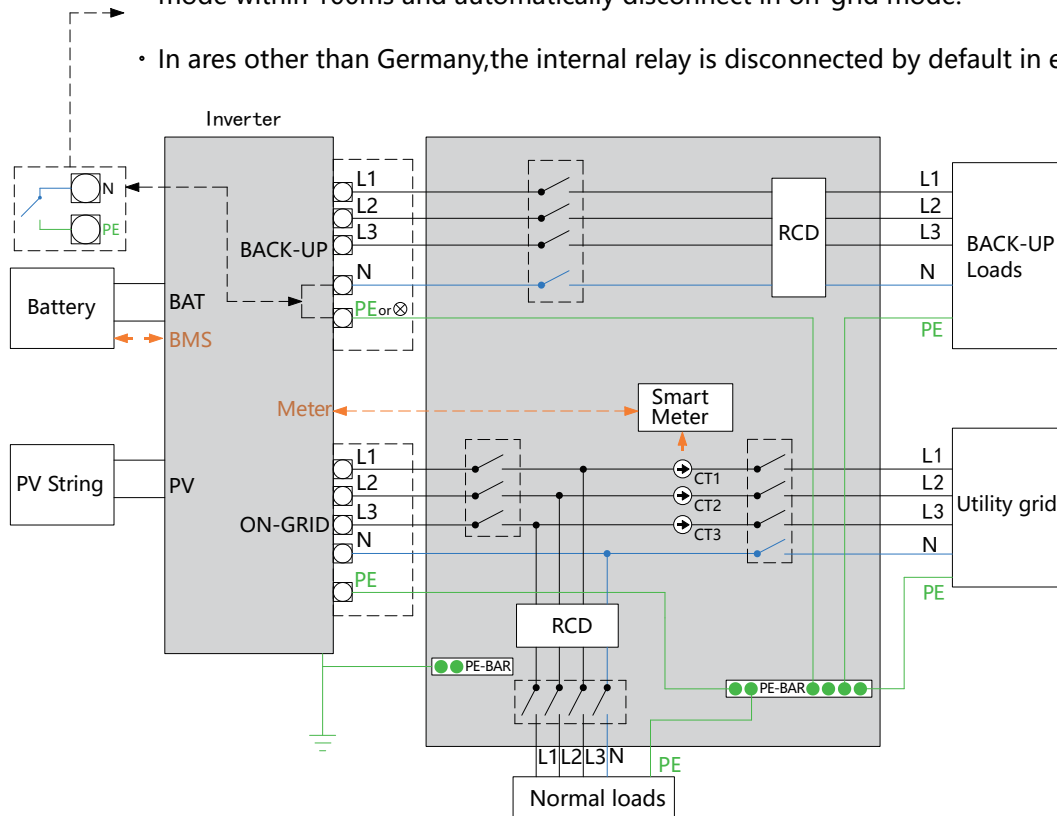 mode within 100ms and automatically disconnect in on-grid mode.
• In ares other than Germany,the internal relay is disconnected by default in
Inverter
N
PE
Battery
BAT
BMS
PV String
PV
BACK-UP
L1
L2
L3
N
PE or ⊗
RCD
L1
L2
L3
N
PE
BACK-UP
Loads
Meter
Smart
Meter
ON-GRID
L1
L2
L3
N
PE
CT1
CT2
CT3
L1
L2
L3
N
PE
Utility grid
RCD
PE-BAR
PE-BAR
L1 L2 L3 N
PE
Normal loads